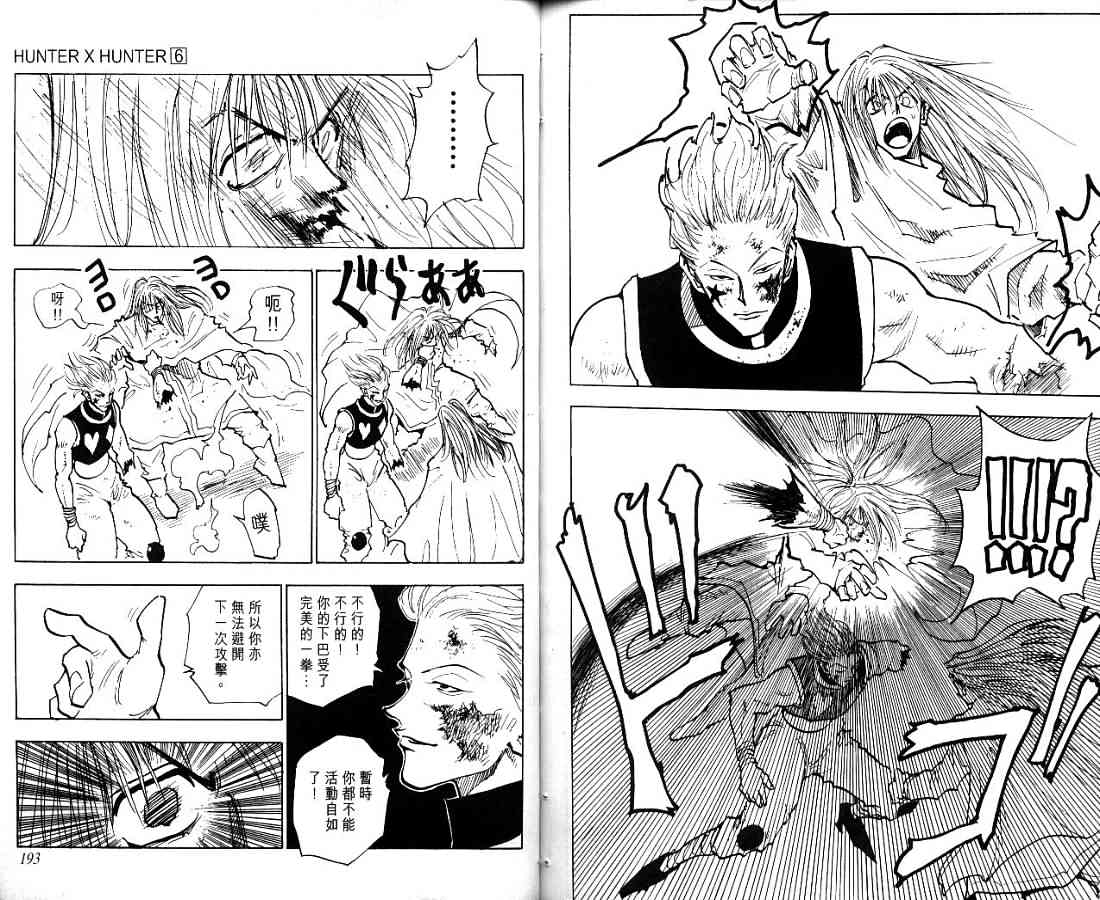 !!!?
ド
ブ
HUNTER X HUNTER 6
………
ぐらああ
呃!!
ヨロ
ヨロ
呀!!
噗
不行的！
不行的！
你的下巴受了
完美的一拳…
暫時
你都不能
活動自如
了！
所以你亦
無法避開
下一次攻擊。
193